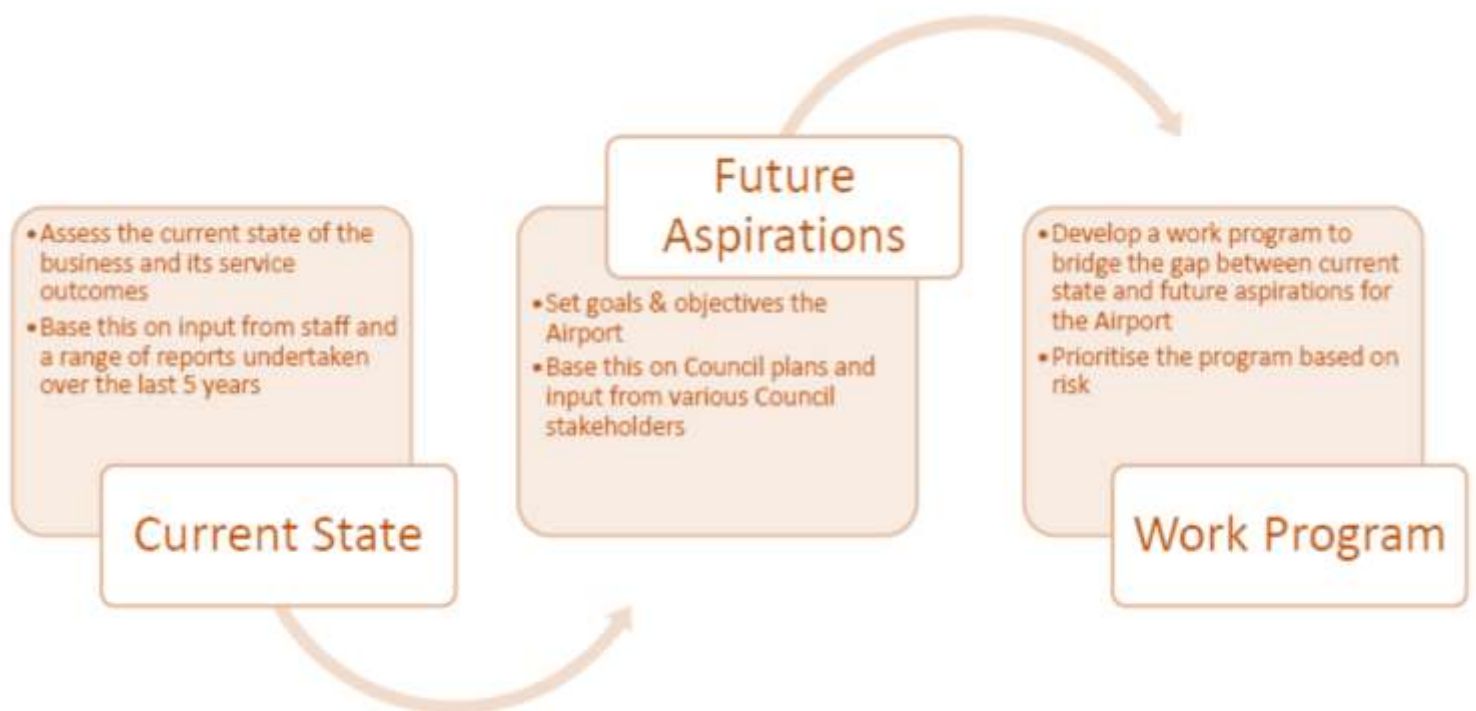 •Assess the current state of the
business and its service
outcomes
•Base this on input from staff and
a range of reports undertaken
over the last 5 years
Current State
Future
Aspirations
•Set goals & objectives the
Airport
•Base this on Council plans and
input from various Council
stakeholders
•Develop a work program to
bridge the gap between current
state and future aspirations for
the Airport
•Prioritise the program based on
risk
Work Program